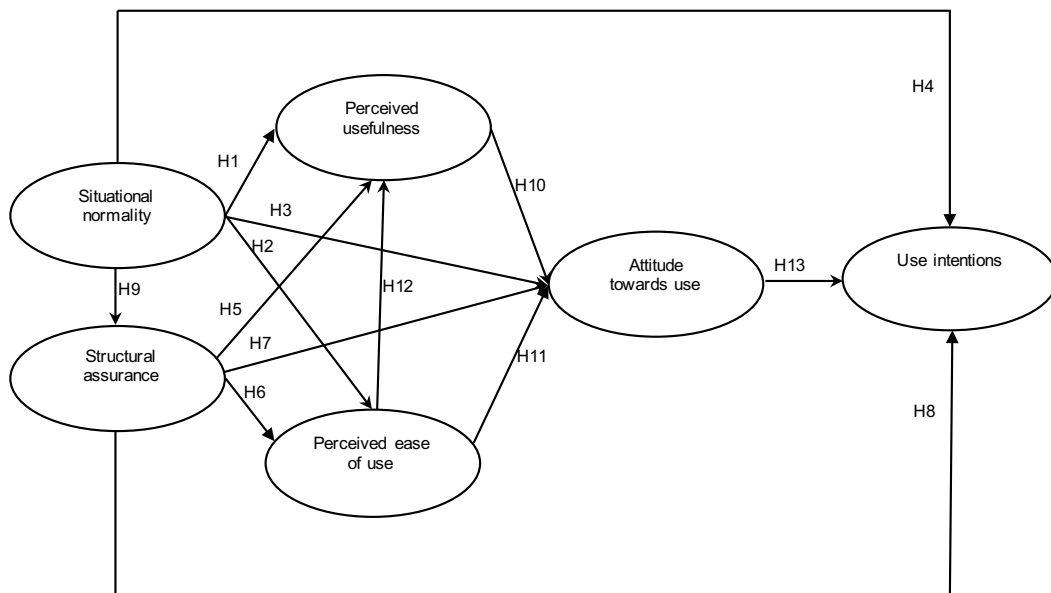 H4
Perceived
usefulness
H1
H10
Situational
normality
H3
H2
Attitude
towards use
H13
Use intentions
H9
H12
H5
H7
Structural
assurance
H11
H6
H8
Perceived ease
of use